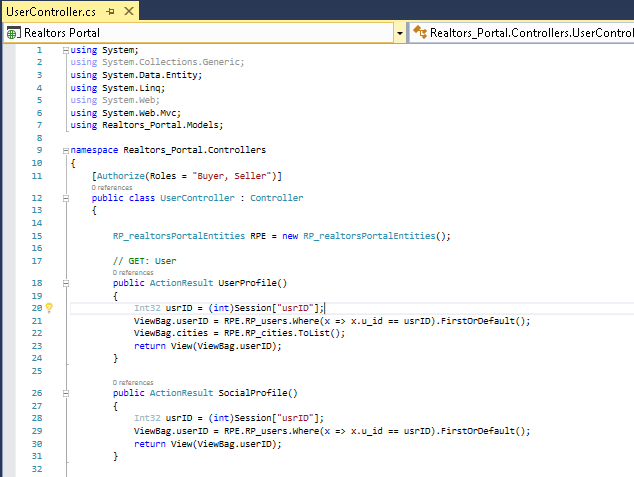 UserController.cs
Realtors Portal Realtors_Portal.Controllers.UserControl
1 using System;
2 using System.Collections.Generic;
3 using System.Data.Entity;
4 using System.Linq;
5 using System.Web;
6 using System.Web.Mvc;
7 using Realtors_Portal.Models;
8
9 namespace Realtors_Portal.Controllers
10 {
11 [Authorize(Roles = "Buyer, Seller")]
0 references
12 public class UserController : Controller
13 {
14
15 RP_realtorsPortalEntities RPE = new RP_realtorsPortalEntities();
16
17 // GET: User
0 references
18 public ActionResult UserProfile()
19 {
20 Int32 usrID = (int)Session["usrID"];
21 ViewBag.userID = RPE.RP_users.Where(x => x.u_id == usrID).FirstOrDefault();
22 ViewBag.cities = RPE.RP_cities.ToList();
23 return View(ViewBag.userID);
24 }
25
0 references
26 public ActionResult SocialProfile()
27 {
28 Int32 usrID = (int)Session["usrID"];
29 ViewBag.userID = RPE.RP_users.Where(x => x.u_id == usrID).FirstOrDefault();
30 return View(ViewBag.userID);
31 }
32